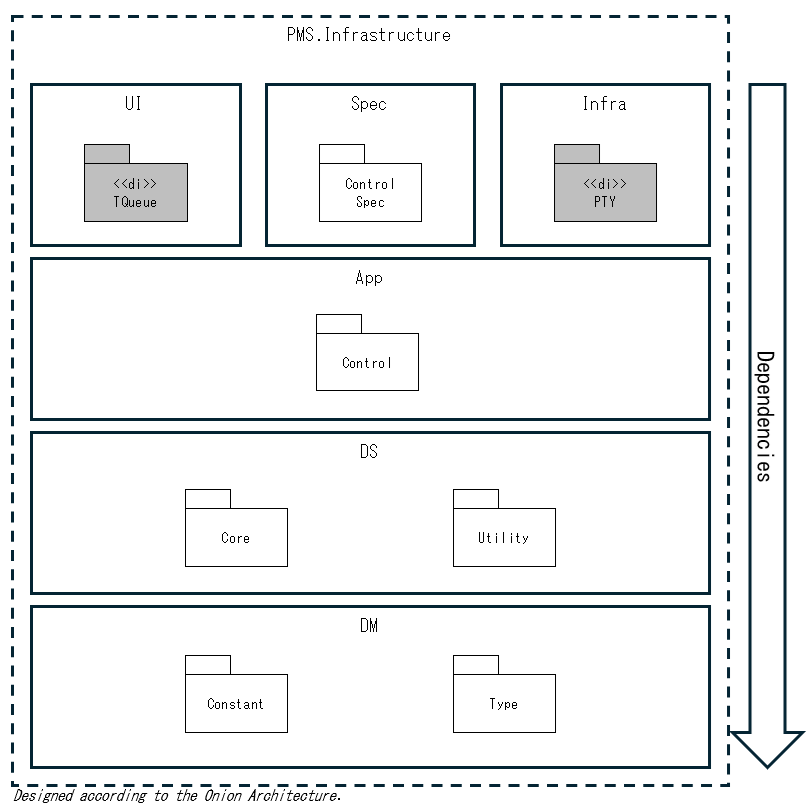 PMS.Infrastructure
UI
Spec
Infra
<<di>>
TQueue
Control
Spec
<<di>>
PTY
App
Control
Dependencies
DS
Core
Utility
DM
Constant
Type
Designed according to the Onion Architecture.